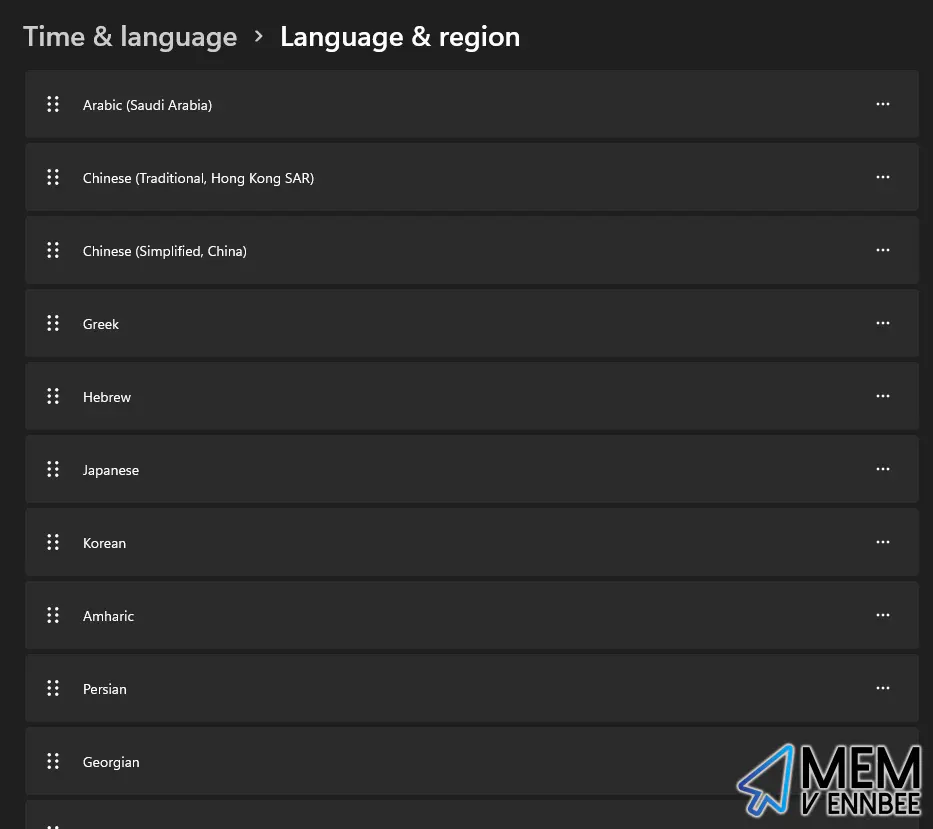 Time & language > Language & region
Arabic (Saudi Arabia)
Chinese (Traditional, Hong Kong SAR)
Chinese (Simplified, China)
Greek
Hebrew
Japanese
Korean
Amharic
Persian
Georgian
MEM
V ENNBEE